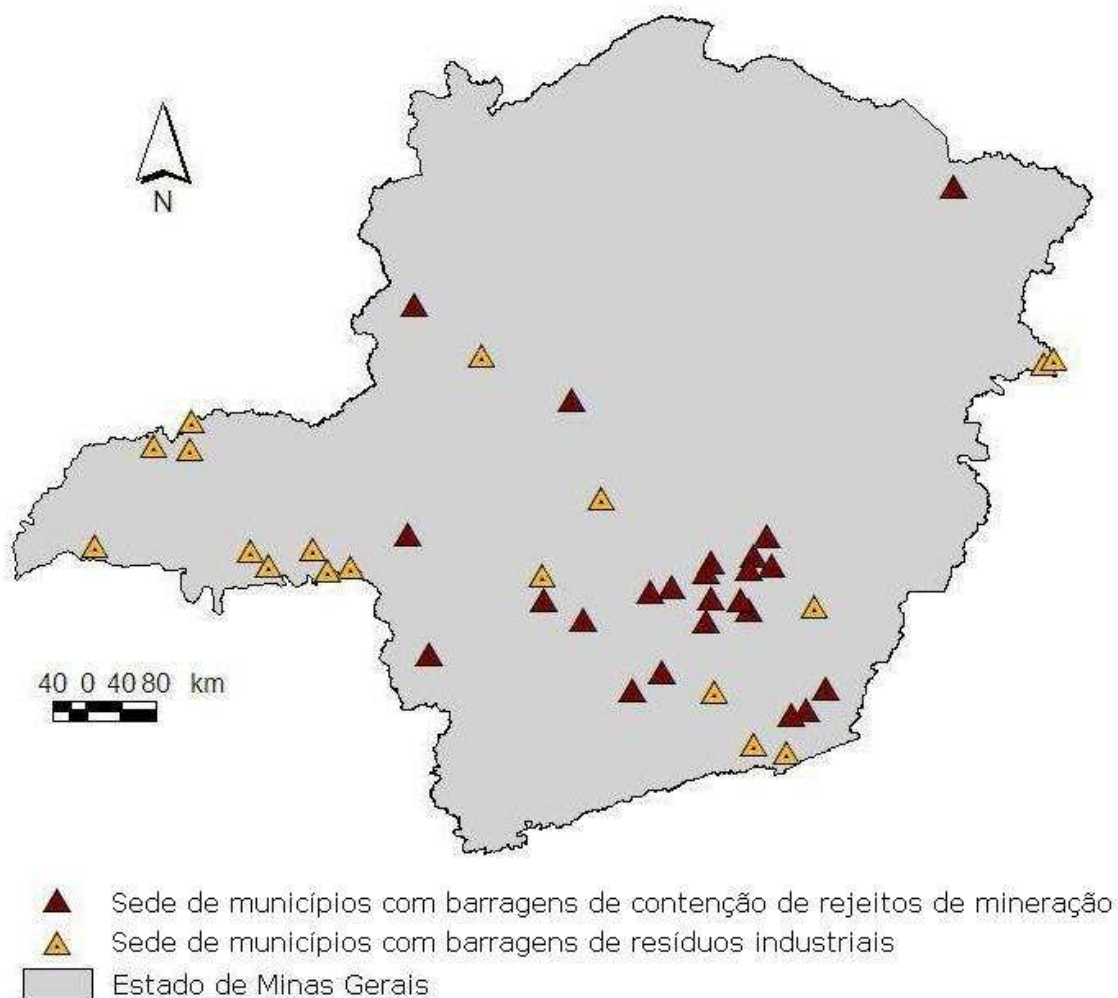 N
40 0 40 80 km
Sede de municípios com barragens de contenção de rejeitos de mineração
Sede de municípios com barragens de resíduos industriais
Estado de Minas Gerais